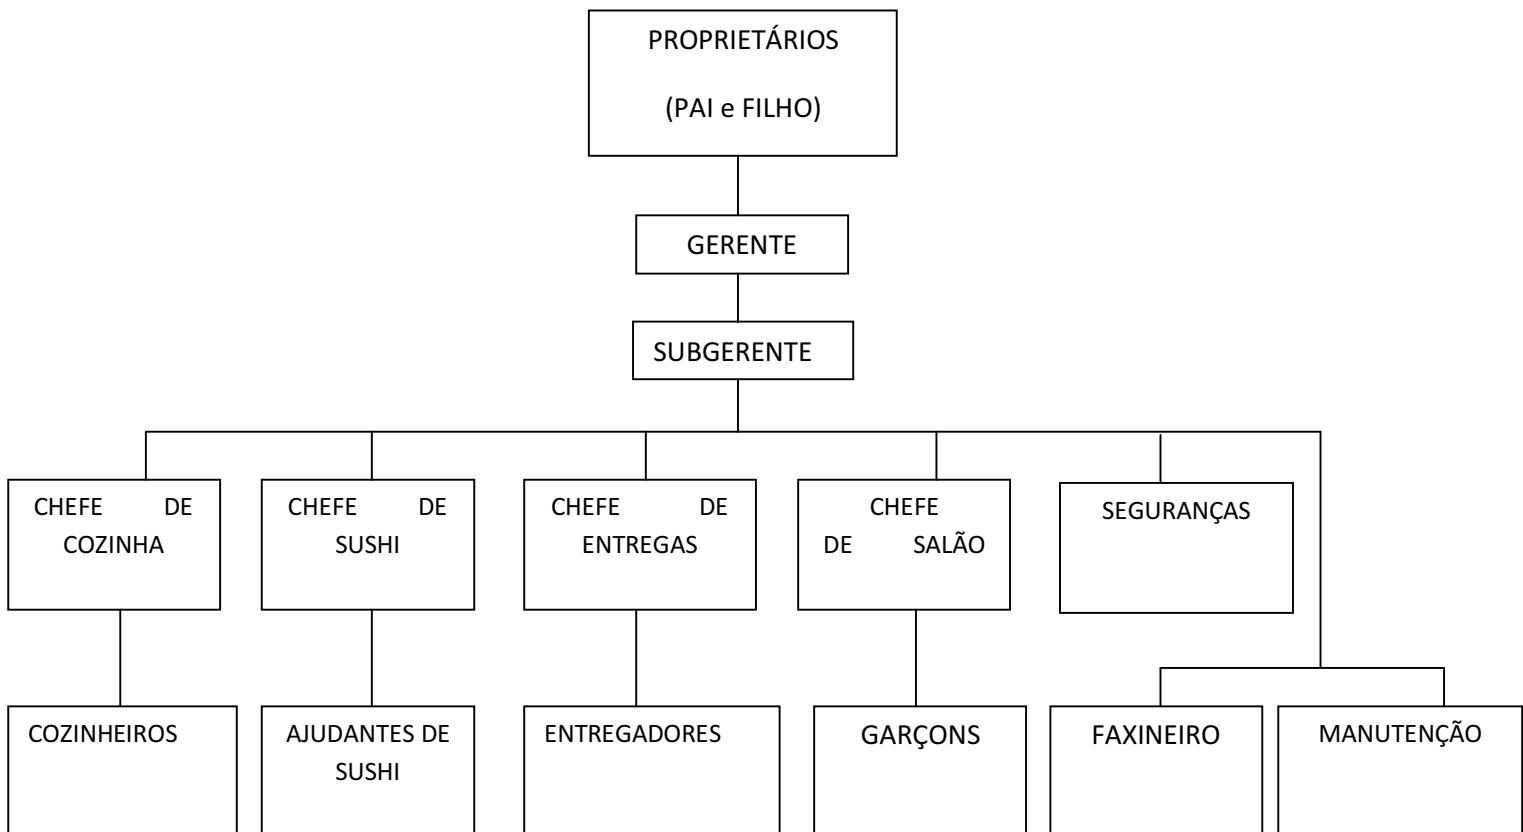 PROPRIETÁRIOS
(PAI e FILHO)
GERENTE
SUBGERENTE
CHEFE DE
COZINHA
CHEFE DE
SUSHI
CHEFE DE
ENTREGAS
CHEFE
DE SALÃO
SEGURANÇAS
COZINHEIROS
AJUDANTES DE
SUSHI
ENTREGADORES
GARÇONS
FAXINEIRO
MANUTENÇÃO